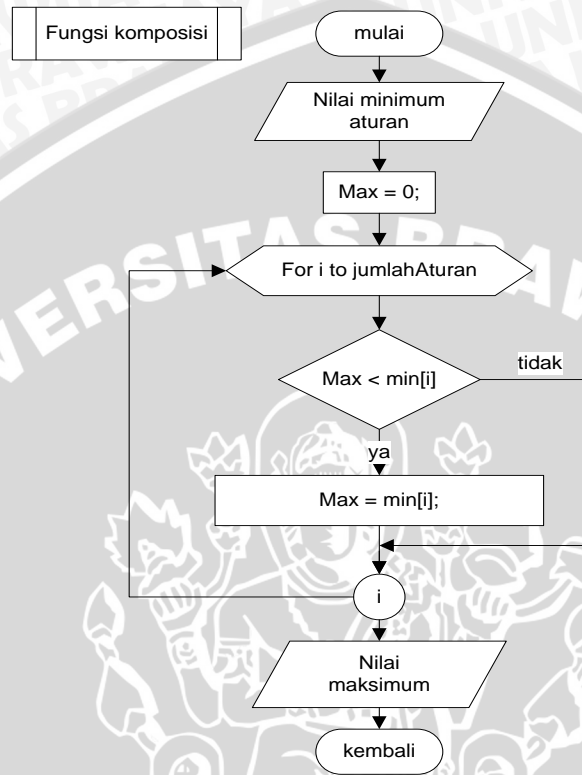 Fungsi komposisi
mulai
Nilai minimum
aturan
Max = 0;
For i to jumlahAturan
Max < min[i]
tidak
ya
Max = min[i];
i
Nilai
maksimum
kembali